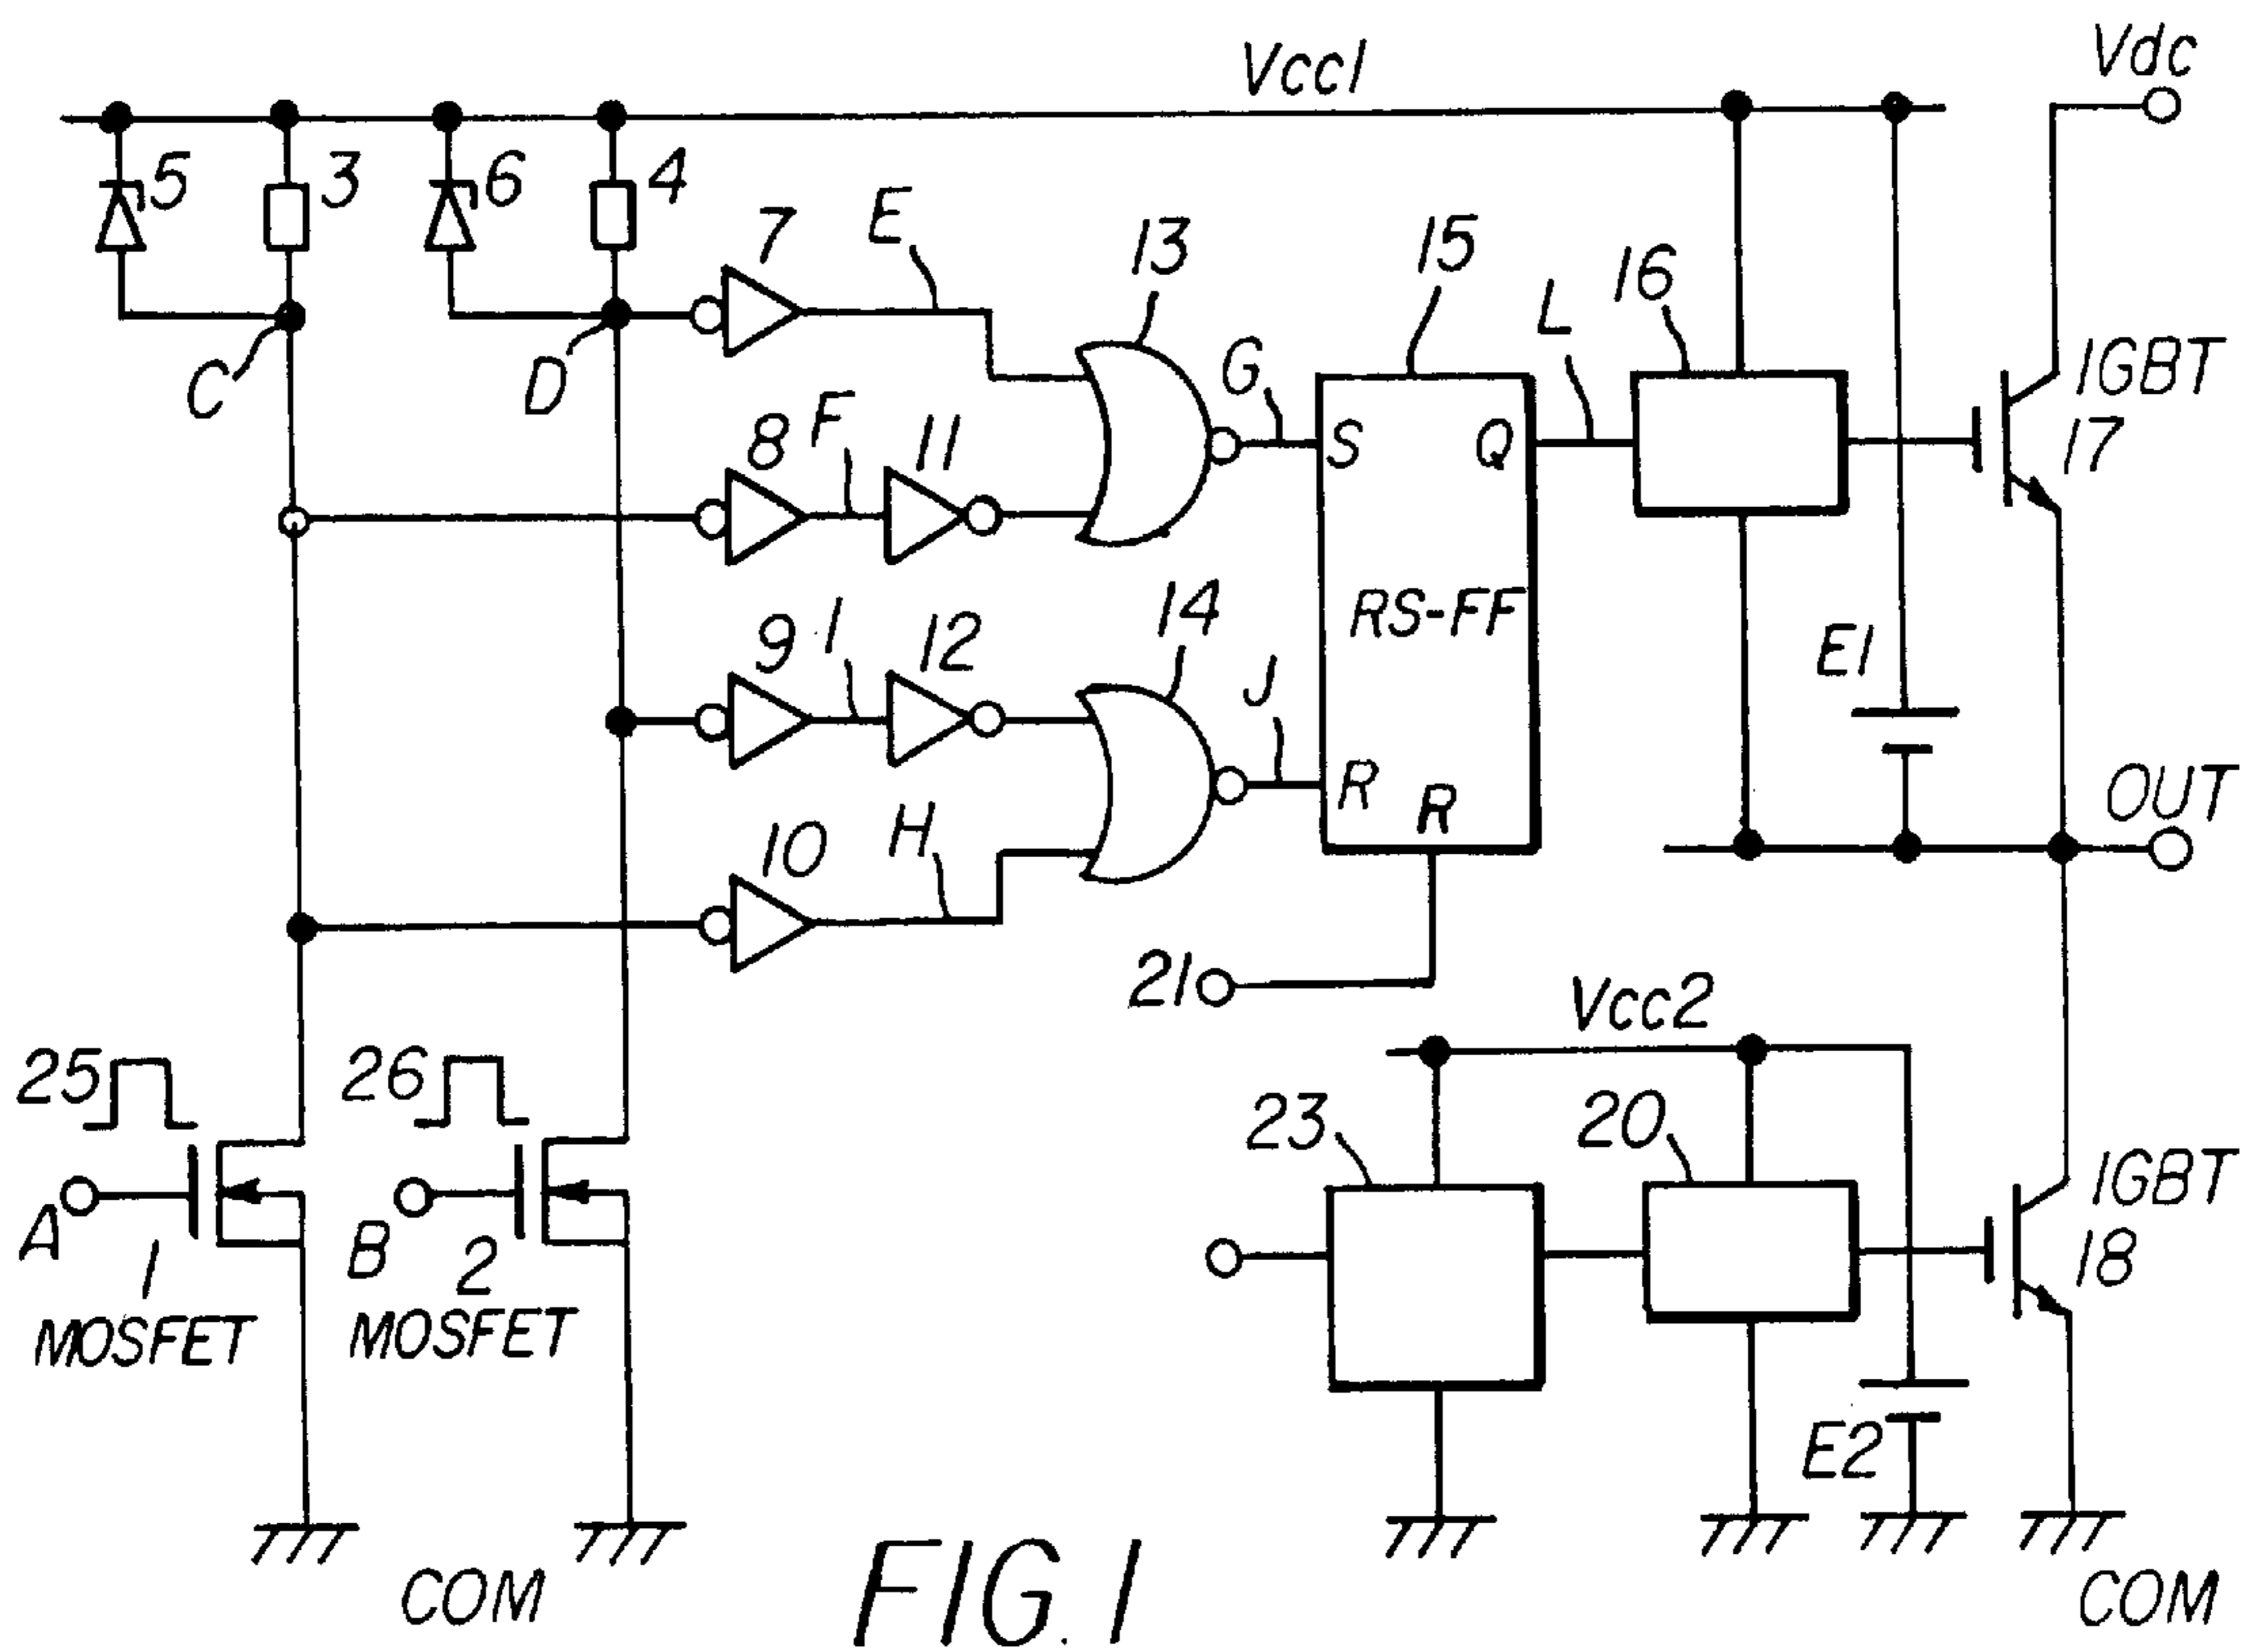 Vcc1
Vdc
5
3
6
4
7
E
13
15
L
16
C
D
8
F
11
G
S
Q
IGBT
17
RS-FF
9
I
12
14
J
E1
R
R
OUT
10
H
21
Vcc2
25
26
23
20
A
1
MOSFET
B
2
MOSFET
IGBT
18
E2
COM
FIG. 1
COM